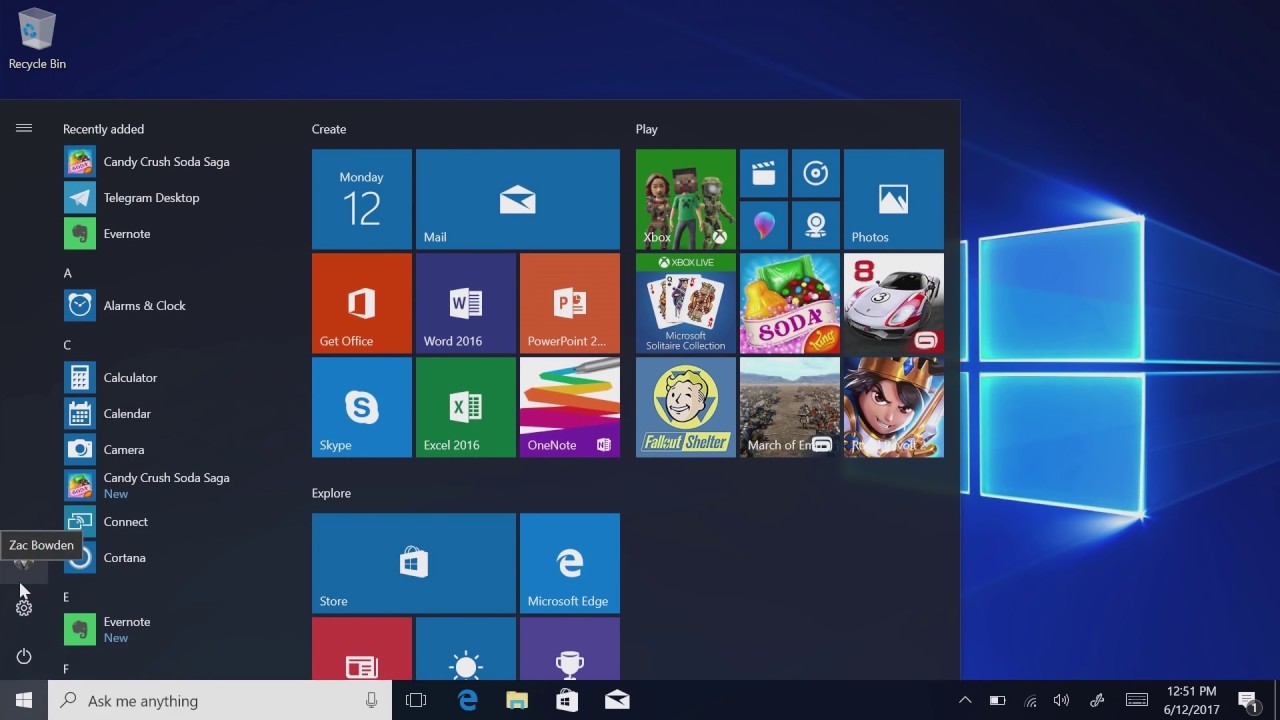 Recycle Bin
Recently added
Candy Crush Soda Saga
Telegram Desktop
Evernote
A
Alarms & Clock
C
Calculator
Calendar
Camera
Candy Crush Soda Saga
New
Connect
Cortana
Zac Bowden
E
Evernote
New
F
Create
Monday
12
Mail
Get Office
Word 2016
PowerPoint 2...
Skype
Excel 2016
OneNote
Explore
Store
Microsoft Edge
Play
Xbox
Photos
XBOX LIVE
Microsoft
Solitaire Collection
SODA
King
8
3
Fallout Shelter
March of Em
Ask me anything
12:51 PM
6/12/2017
1